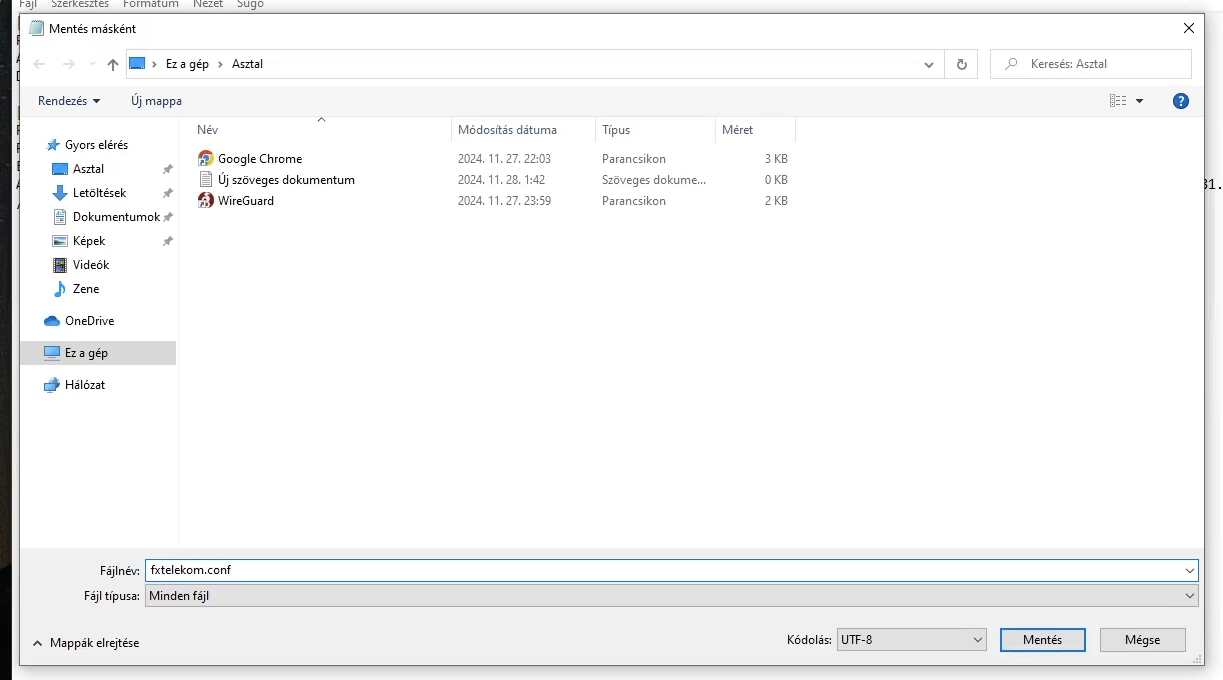 Fájl Szerkesztés Formátum Nézet Súgó
Mentés másként
Ez a gép › Asztal
Keresés: Asztal
Rendezés Új mappa
Név Módosítás dátuma Típus Méret
Gyors elérés
Asztal
Letöltések
Dokumentumok
Képek
Videók
Zene
OneDrive
Ez a gép
Hálózat
Google Chrome 2024. 11. 27. 22:03 Parancsikon 3 KB
Új szöveges dokumentum 2024. 11. 28. 1:42 Szöveges dokume... 0 KB
WireGuard 2024. 11. 27. 23:59 Parancsikon 2 KB
31.
Fájlnév: fxtelekom.conf
Fájl típusa: Minden fájl
Mappák elrejtése
Kódolás: UTF-8 Mentés Mégse